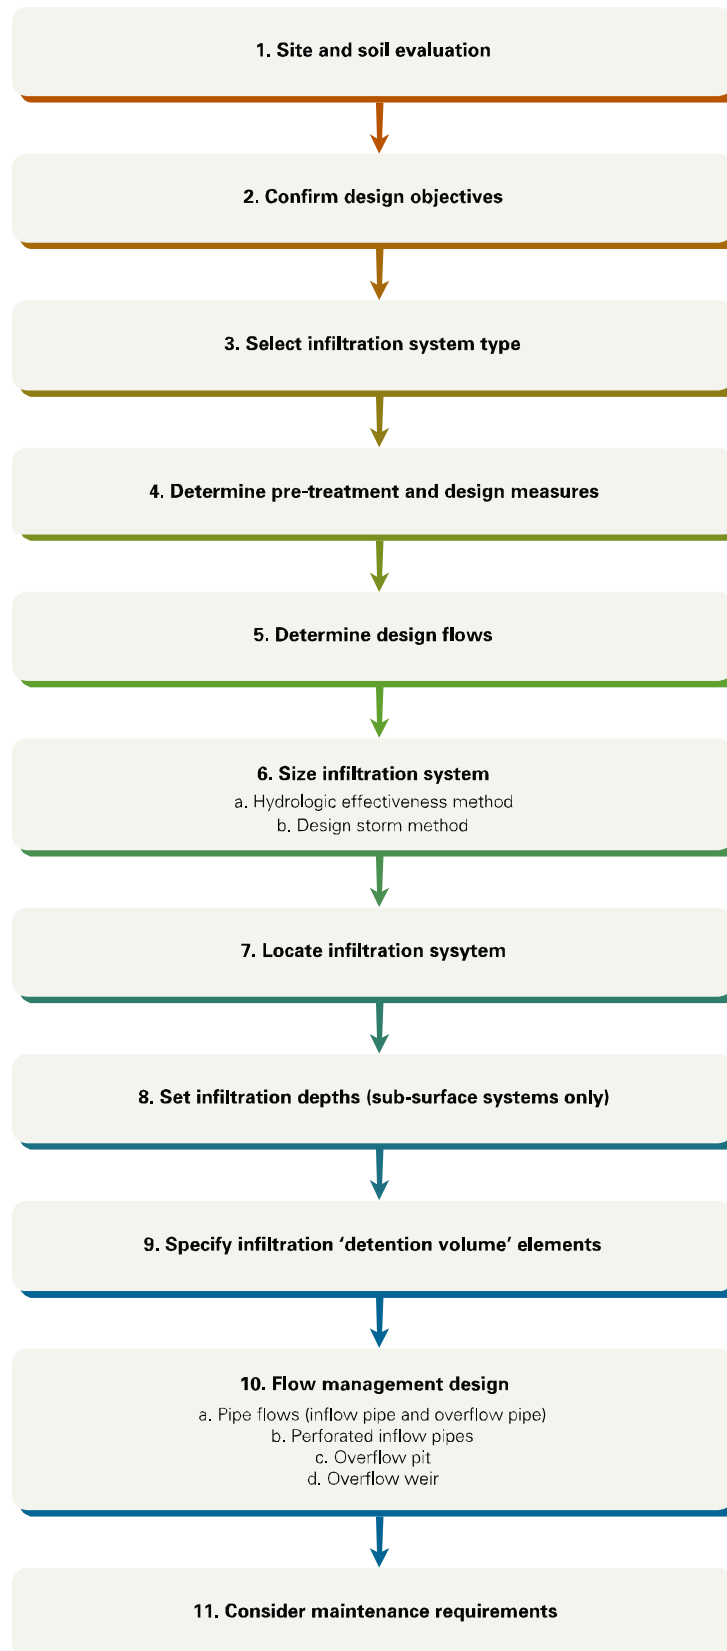 1. Site and soil evaluation
2. Confirm design objectives
3. Select infiltration system type
4. Determine pre-treatment and design measures
5. Determine design flows
6. Size infiltration system
a. Hydrologic effectiveness method
b. Design storm method
7. Locate infiltration sysytem
8. Set infiltration depths (sub-surface systems only)
9. Specify infiltration ‘detention volume’ elements
10. Flow management design
a. Pipe flows (inflow pipe and overflow pipe)
b. Perforated inflow pipes
c. Overflow pit
d. Overflow weir
11. Consider maintenance requirements